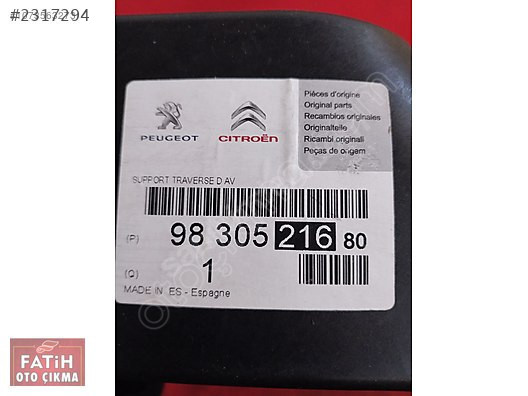 #2317294
PEUGEOT
CITROËN
Pièces d'origine
Original parts
Recambios originales
Originalteile
Ricambi originali
Peças de origem
SUPPORT TRAVERSE D AV
(P) 98 305 216 80
(Q) 1
MADE IN ES - Espagne
FATİH
OTO ÇIKMA